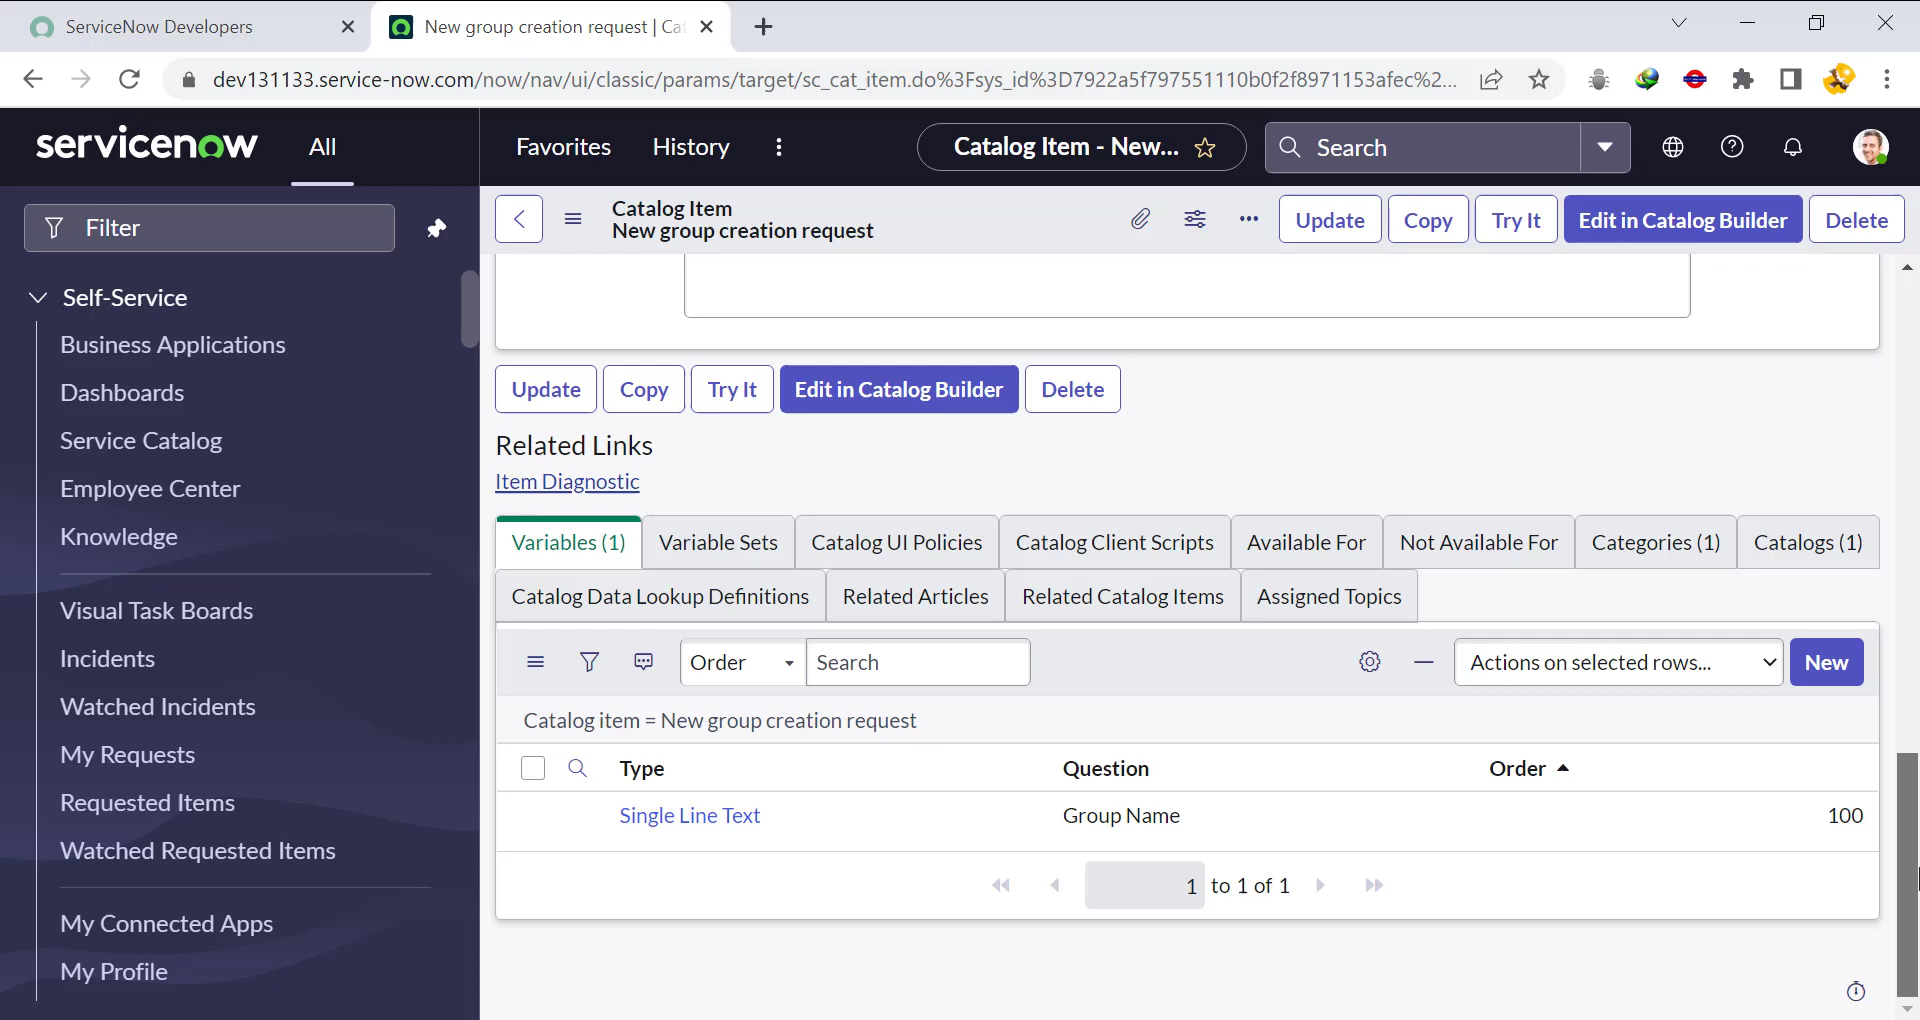 ServiceNow Developers
New group creation request | Ca
dev131133.service-now.com/now/nav/ui/classic/params/target/sc_cat_item.do%3Fsys_id%3D7922a5f797551110b0f2f8971153afec%2...
servicenow
All
Favorites
History
Catalog Item - New...
Search
Filter
Catalog Item
New group creation request
Update
Copy
Try It
Edit in Catalog Builder
Delete
Self-Service
Business Applications
Dashboards
Service Catalog
Employee Center
Knowledge
Visual Task Boards
Incidents
Watched Incidents
My Requests
Requested Items
Watched Requested Items
My Connected Apps
My Profile
Update
Copy
Try It
Edit in Catalog Builder
Delete
Related Links
Item Diagnostic
Variables (1)
Variable Sets
Catalog UI Policies
Catalog Client Scripts
Available For
Not Available For
Categories (1)
Catalogs (1)
Catalog Data Lookup Definitions
Related Articles
Related Catalog Items
Assigned Topics
Order
Search
Actions on selected rows...
New
Catalog item = New group creation request
Type
Question
Order
Single Line Text
Group Name
100
1 to 1 of 1